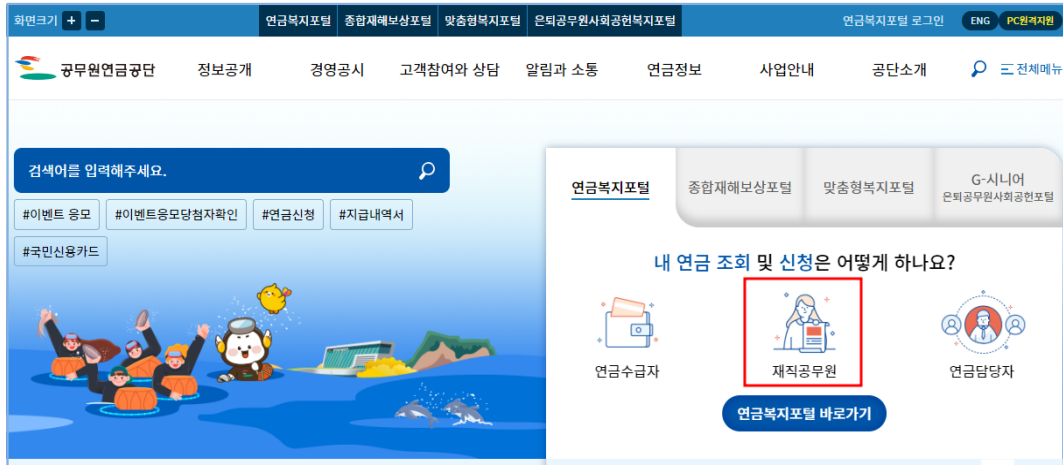 화면크기 + -
연금복지포털 종합재해보상포털 맞춤형복지포털 은퇴공무원사회공헌복지포털
연금복지포털 로그인 ENG PC원격지원
공무원연금공단 정보공개 경영공시 고객참여와 상담 알림과 소통 연금정보 사업안내 공단소개 전체메뉴
검색어를 입력해주세요.
#이벤트 응모 #이벤트응모당첨자확인 #연금신청 #지급내역서
#국민신용카드
연금복지포털 종합재해보상포털 맞춤형복지포털 G-시니어
은퇴공무원사회공헌포털
내 연금 조회 및 신청은 어떻게 하나요?
연금수급자 재직공무원 연금담당자
연금복지포털 바로가기